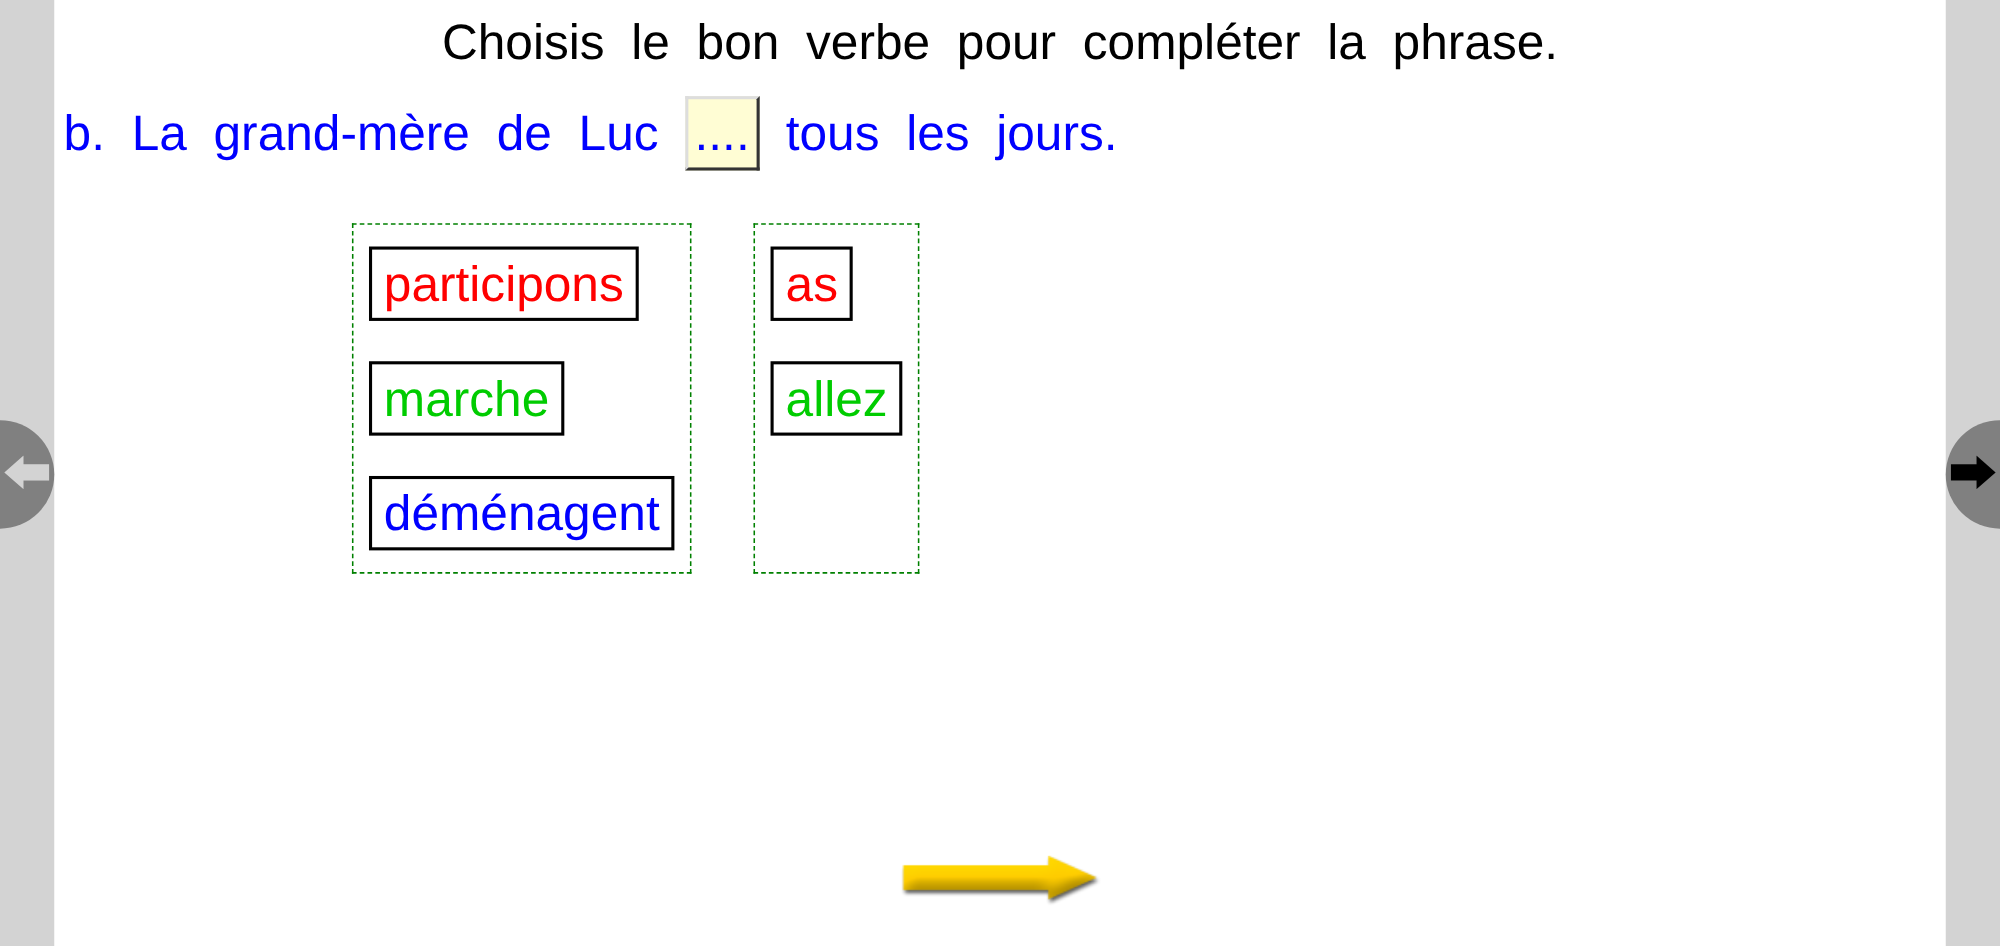 Choisis le bon verbe pour compléter la phrase.
b. La grand-mère de Luc .... tous les jours.
participons as
marche allez
déménagent